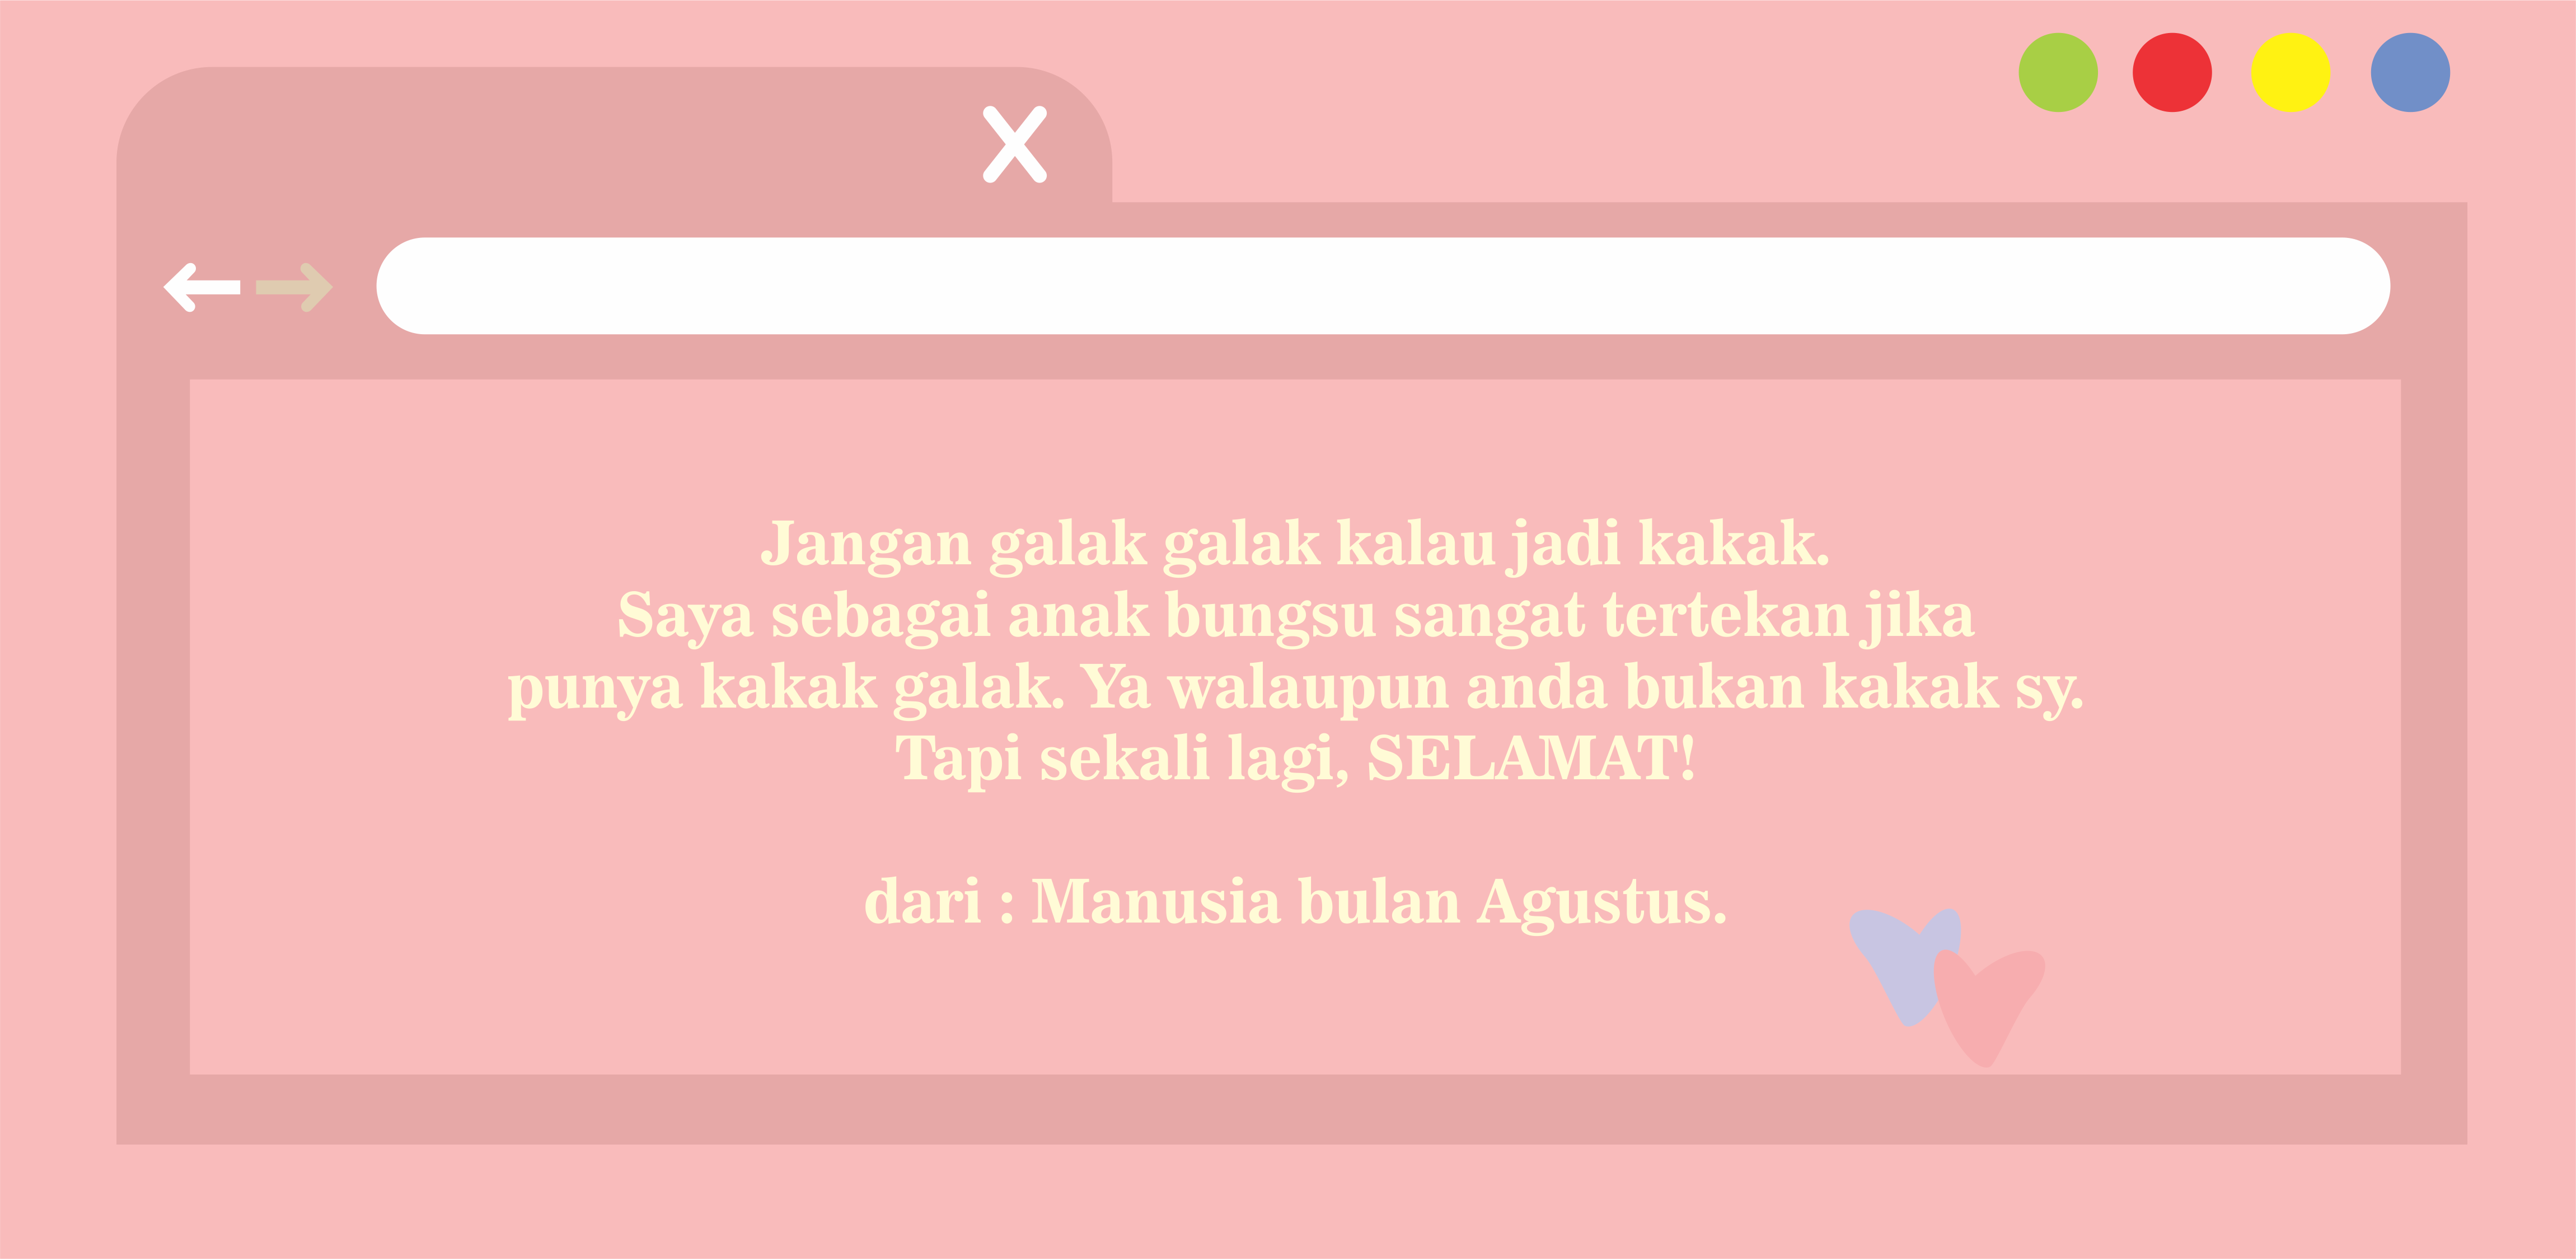 Jangan galak galak kalau jadi kakak.
Saya sebagai anak bungsu sangat tertekan jika
punya kakak galak. Ya walaupun anda bukan kakak sy.
Tapi sekali lagi, SELAMAT!
dari : Manusia bulan Agustus.